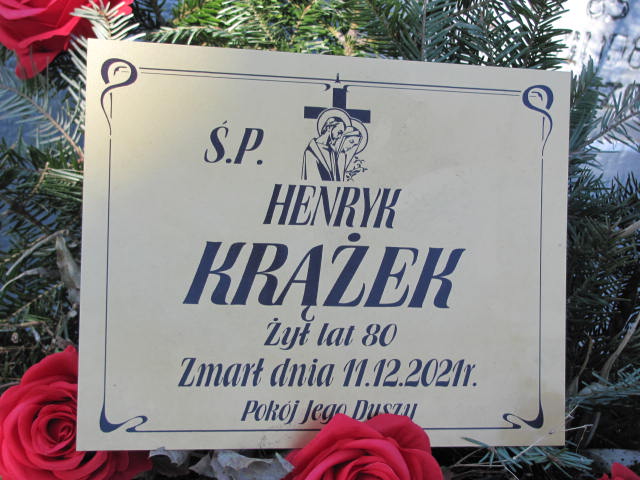 Ś.P.
HENRYK
KRĄŻEK
Żył lat 80
Zmarł dnia 11.12.2021r.
Pokój Jego Duszy